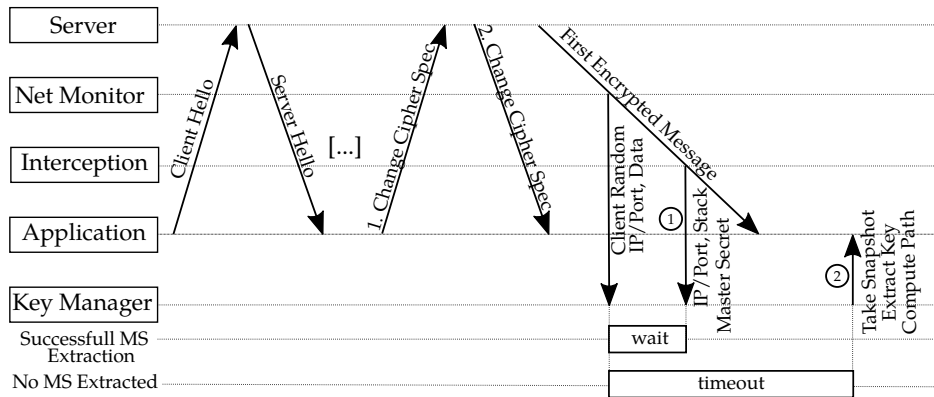 Server
Net Monitor
Interception
Application
Key Manager
Successfull MS
Extraction
No MS Extracted
Client Hello
Server Hello
[...]
1. Change Cipher Spec
2. Change Cipher Spec
First Encrypted Message
Client Random
IP/Port, Data
1
IP/Port, Stack
Master Secret
2
Take Snapshot
Extract Key
Compute Path
wait
timeout